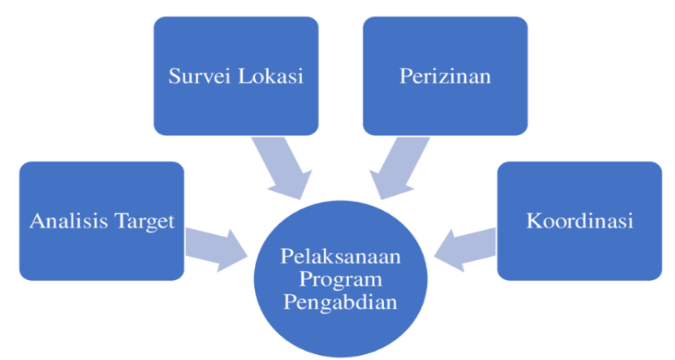 Survei Lokasi
Perizinan
Analisis Target
Koordinasi
Pelaksanaan
Program
Pengabdian